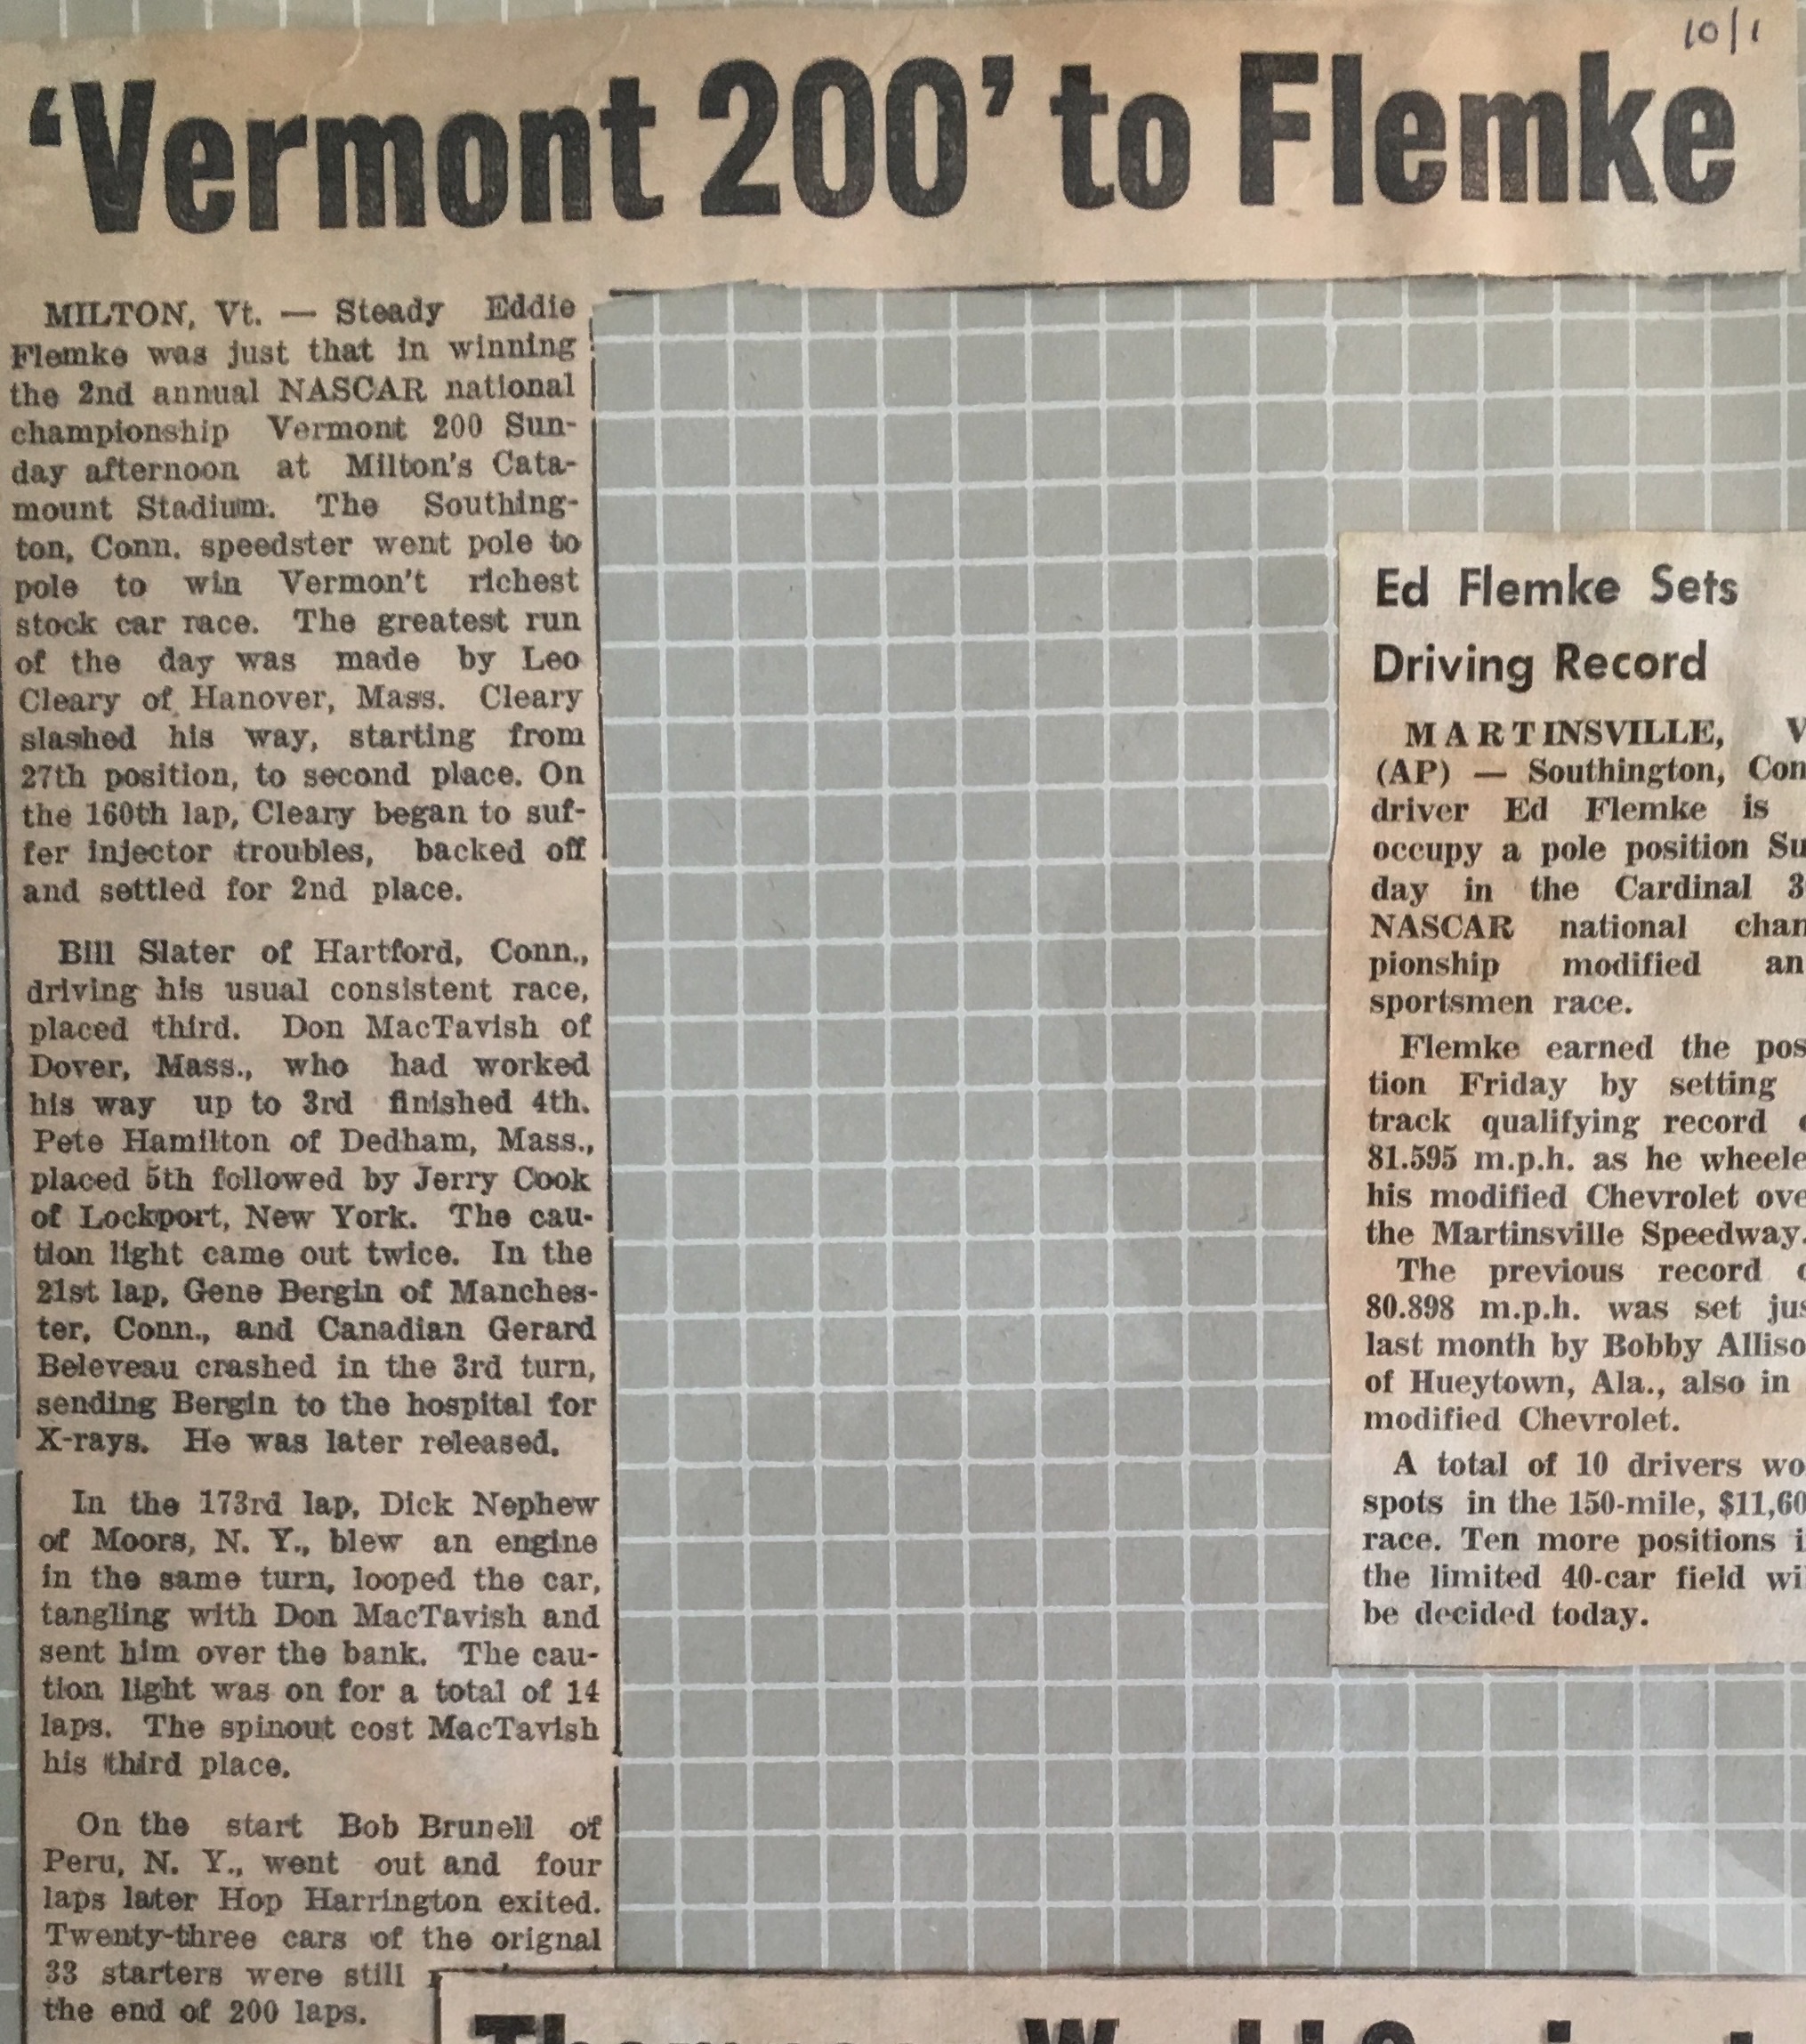 10/1
'Vermont 200' to Flemke
MILTON, Vt. — Steady Eddie
Flemke was just that in winning
the 2nd annual NASCAR national
championship Vermont 200 Sun-
day afternoon at Milton's Cata-
mount Stadium. The Southing-
ton, Conn. speedster went pole to
pole to win Vermon't richest
stock car race. The greatest run
of the day was made by Leo
Cleary of Hanover, Mass. Cleary
slashed his way, starting from
27th position, to second place. On
the 160th lap, Cleary began to suf-
fer injector troubles, backed off
and settled for 2nd place.
Bill Slater of Hartford, Conn.,
driving his usual consistent race,
placed third. Don MacTavish of
Dover, Mass., who had worked
his way up to 3rd finished 4th.
Pete Hamilton of Dedham, Mass.,
placed 5th followed by Jerry Cook
of Lockport, New York. The cau-
tion light came out twice. In the
21st lap, Gene Bergin of Manches-
ter, Conn., and Canadian Gerard
Beleveau crashed in the 3rd turn,
sending Bergin to the hospital for
X-rays. He was later released.
In the 173rd lap, Dick Nephew
of Moors, N. Y., blew an engine
in the same turn, looped the car,
tangling with Don MacTavish and
sent him over the bank. The cau-
tion light was on for a total of 14
laps. The spinout cost MacTavish
his third place.
On the start Bob Brunell of
Peru, N. Y., went out and four
laps later Hop Harrington exited.
Twenty-three cars of the orignal
33 starters were still
the end of 200 laps.
Ed Flemke Sets
Driving Record
MARTINSVILLE, V
(AP) — Southington, Con
driver Ed Flemke is
occupy a pole position Su
day in the Cardinal 3
NASCAR national cham
pionship modified an
sportsmen race.
Flemke earned the pos
tion Friday by setting
track qualifying record
81.595 m.p.h. as he wheele
his modified Chevrolet ove
the Martinsville Speedway.
The previous record
80.898 m.p.h. was set jus
last month by Bobby Alliso
of Hueytown, Ala., also in
modified Chevrolet.
A total of 10 drivers wo
spots in the 150-mile, $11,60
race. Ten more positions i
the limited 40-car field wi
be decided today.